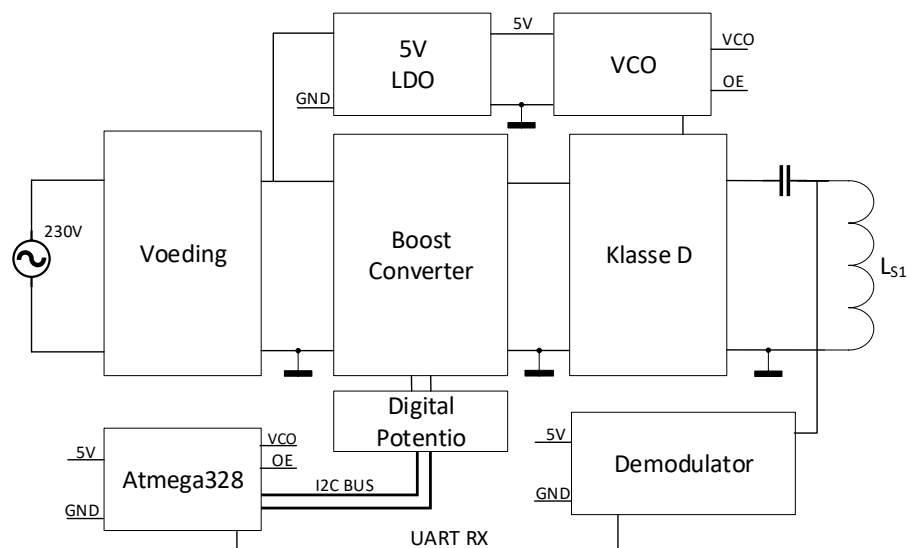 5V
LDO
5V
VCO
VCO
OE
GND
230V
Voeding
Boost
Converter
Klasse D
LS1
Digital
Potentio
5V
Atmega328
GND
VCO
OE
I2C BUS
5V
GND
Demodulator
UART RX